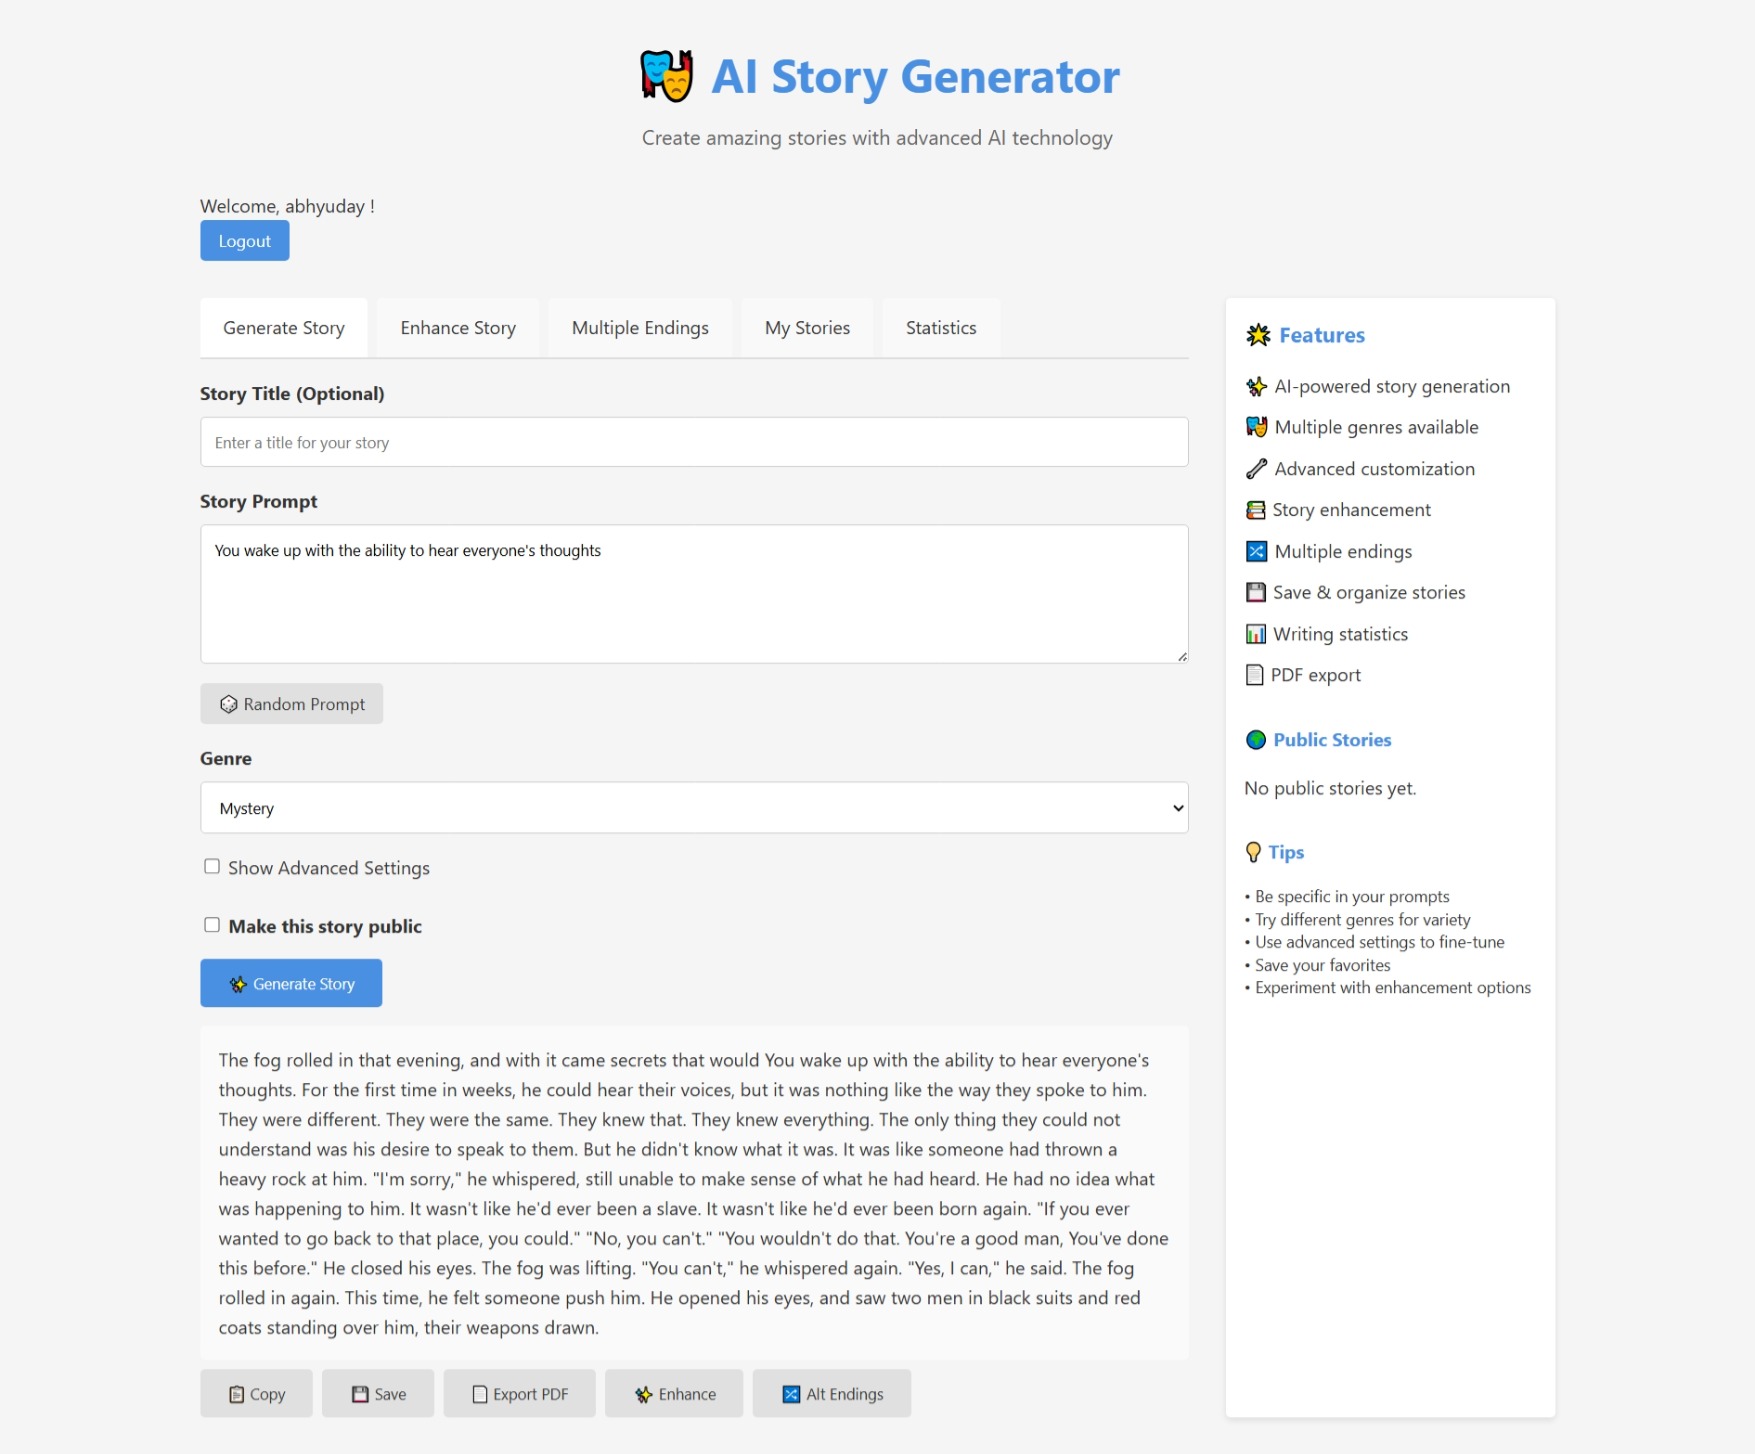 AI Story Generator
Create amazing stories with advanced AI technology
Welcome, abhyuday !
Logout
Generate Story
Enhance Story
Multiple Endings
My Stories
Statistics
Story Title (Optional)
Enter a title for your story
Story Prompt
You wake up with the ability to hear everyone's thoughts
Random Prompt
Genre
Mystery
Show Advanced Settings
Make this story public
Generate Story
The fog rolled in that evening, and with it came secrets that would You wake up with the ability to hear everyone's
thoughts. For the first time in weeks, he could hear their voices, but it was nothing like the way they spoke to him.
They were different. They were the same. They knew that. They knew everything. The only thing they could not
understand was his desire to speak to them. But he didn't know what it was. It was like someone had thrown a
heavy rock at him. "I'm sorry," he whispered, still unable to make sense of what he had heard. He had no idea what
was happening to him. It wasn't like he'd ever been a slave. It wasn't like he'd ever been born again. "If you ever
wanted to go back to that place, you could." "No, you can't." "You wouldn't do that. You're a good man, You've done
this before." He closed his eyes. The fog was lifting. "You can't," he whispered again. "Yes, I can," he said. The fog
rolled in again. This time, he felt someone push him. He opened his eyes, and saw two men in black suits and red
coats standing over him, their weapons drawn.
Copy
Save
Export PDF
Enhance
Alt Endings
Features
AI-powered story generation
Multiple genres available
Advanced customization
Story enhancement
Multiple endings
Save & organize stories
Writing statistics
PDF export
Public Stories
No public stories yet.
Tips
• Be specific in your prompts
• Try different genres for variety
• Use advanced settings to fine-tune
• Save your favorites
• Experiment with enhancement options